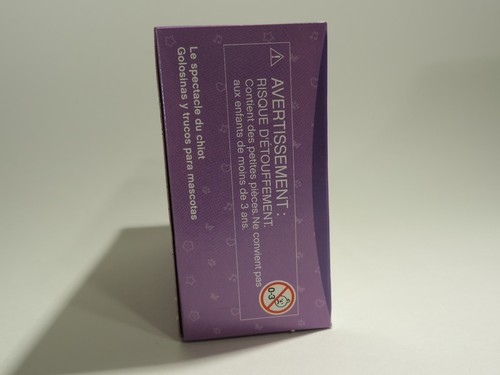 AVERTISSEMENT :
RISQUE D'ÉTOUFFEMENT.
Contient des petites pièces. Ne convient pas
aux enfants de moins de 3 ans.
0-3
Le spectacle du chiot
Golosinas y trucos para mascotas